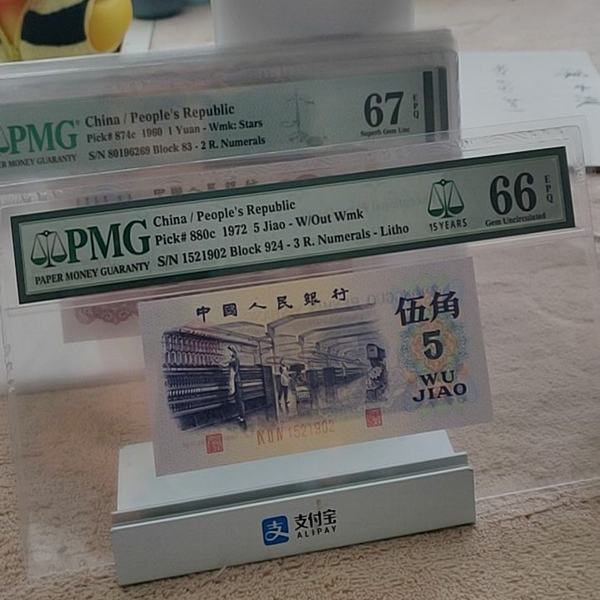 PMG
PAPER MONEY GUARANTY
China / People's Republic
Pick# 874c 1960 1 Yuan - Wmk: Stars
S/N 80196269 Block 83 - 2 R. Numerals
67
EPQ
Superb Gem Unc
PMG
PAPER MONEY GUARANTY
China / People's Republic
Pick# 880c 1972 5 Jiao - W/Out Wmk
S/N 1521902 Block 924 - 3 R. Numerals - Litho
15 YEARS
66
EPQ
Gem Uncirculated
中國人民銀行
伍角
5
WU
JIAO
1521902
支
支付宝
ALIPAY